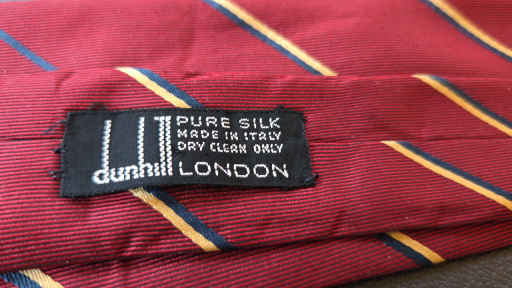 PURE SILK
MADE IN ITALY
DRY CLEAN ONLY
dunhill LONDON